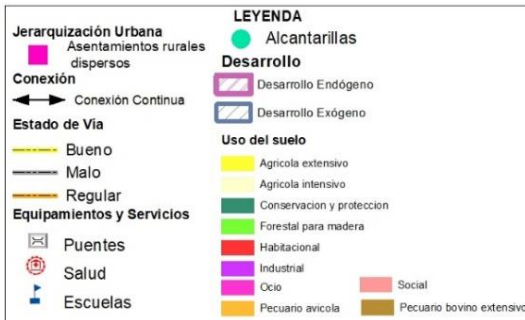 LEYENDA
Jerarquización Urbana
Asentamientos rurales
dispersos
Conexión
Conexión Continua
Estado de Vía
Bueno
Malo
Regular
Equipamientos y Servicios
Puentes
Salud
Escuelas
Alcantarillas
Desarrollo
Desarrollo Endógeno
Desarrollo Exógeno
Uso del suelo
Agricola extensivo
Agricola intensivo
Conservacion y proteccion
Forestal para madera
Habitacional
Industrial
Ocio
Pecuario avicola
Social
Pecuario bovino extensivo